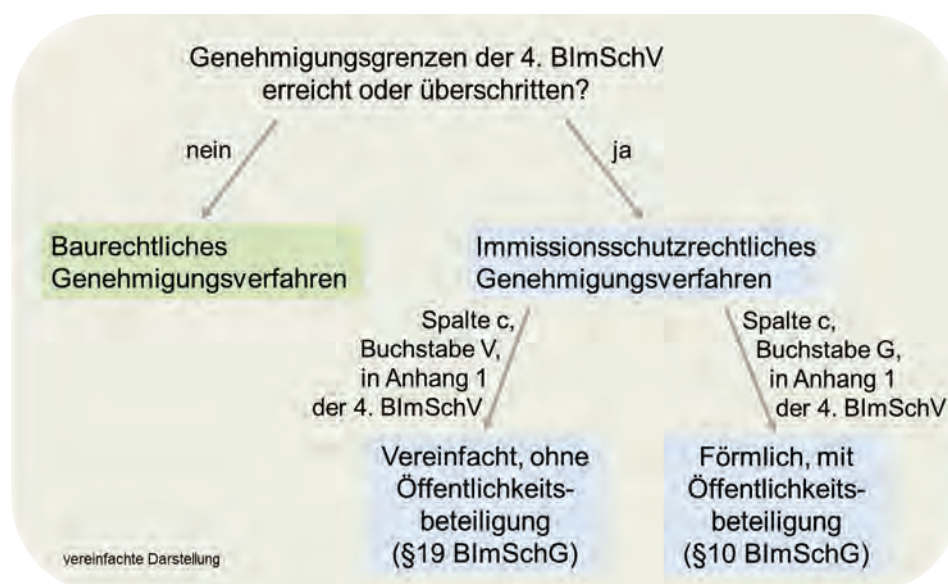 Genehmigungsgrenzen der 4. BImSchV
erreicht oder überschritten?
nein
ja
Baurechtliches
Genehmigungsverfahren
Immissionsschutzrechtliches
Genehmigungsverfahren
Spalte c,
Buchstabe V,
in Anhang 1
der 4. BImSchV
Spalte c,
Buchstabe G,
in Anhang 1
der 4. BImSchV
Vereinfacht, ohne
Öffentlichkeits-
beteiligung
(§19 BImSchG)
Förmlich, mit
Öffentlichkeits-
beteiligung
(§10 BImSchG)
vereinfachte Darstellung